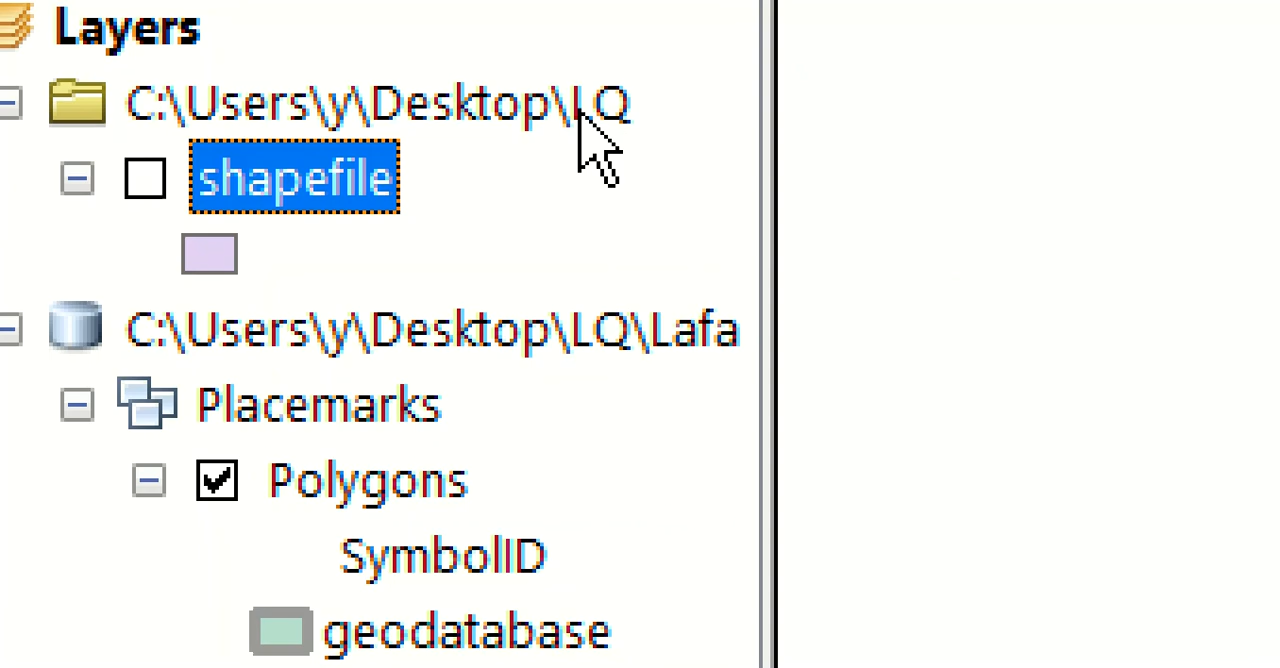 Layers
C:\Users\y\Desktop\LQ
shapefile
C:\Users\y\Desktop\LQ\Lafa
Placemarks
Polygons
SymbolID
geodatabase